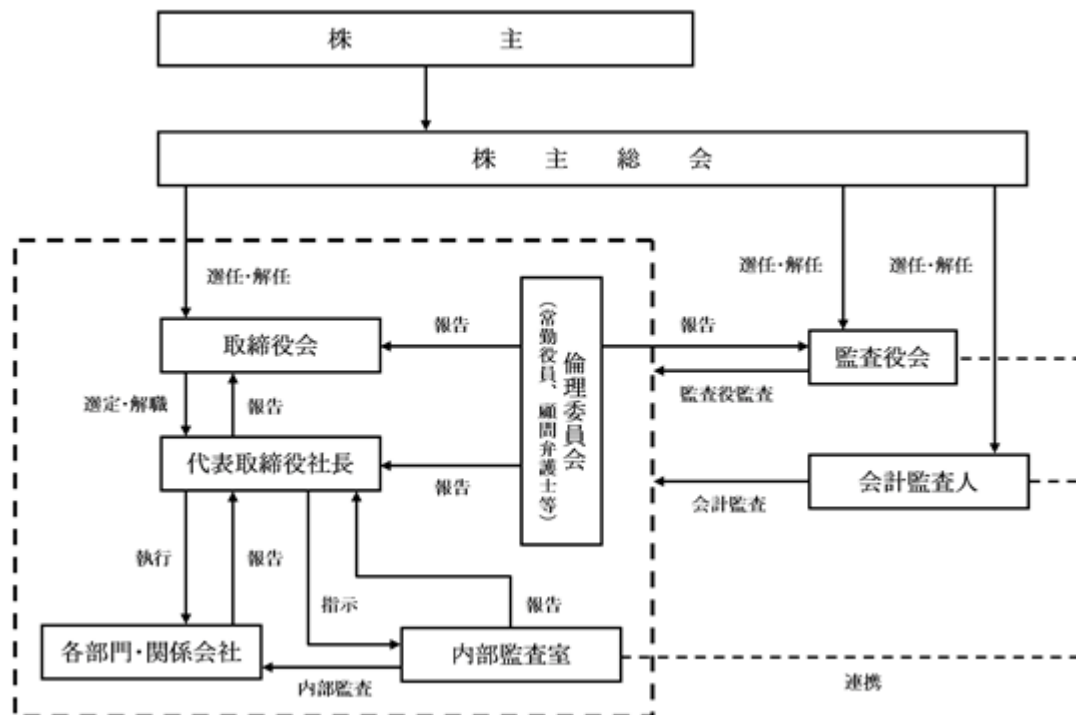 株主
株主総会
選任・解任
選任・解任
選任・解任
取締役会
報告
倫理委員会
（常勤役員、顧問弁護士等）
報告
監査役会
監査役監査
選定・解職
報告
代表取締役社長
報告
会計監査人
会計監査
執行
報告
指示
報告
各部門・関係会社
内部監査室
内部監査
連携